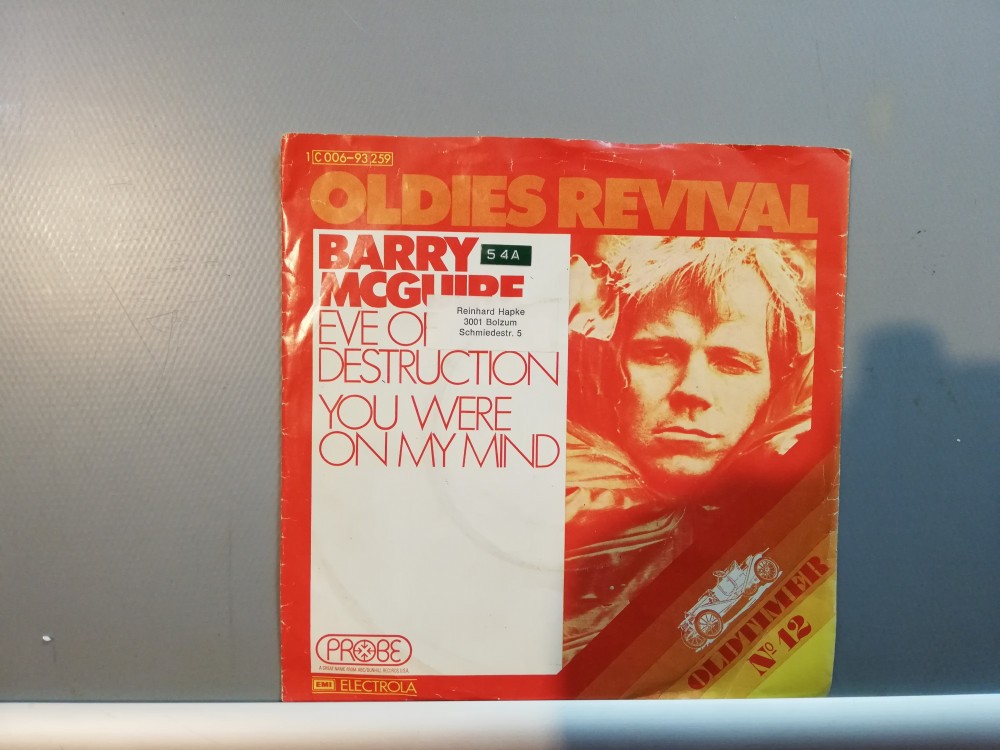 1C 006-93 259
OLDIES REVIVAL
BARRY
54A
MCGUIRE
Reinhard Hapke
3001 Bolzum
Schmiedestr. 5
EVE OF
DESTRUCTION
YOU WERE
ON MY MIND
OLDTIMER
Nº 12
PROBE
EMI ELECTROLA